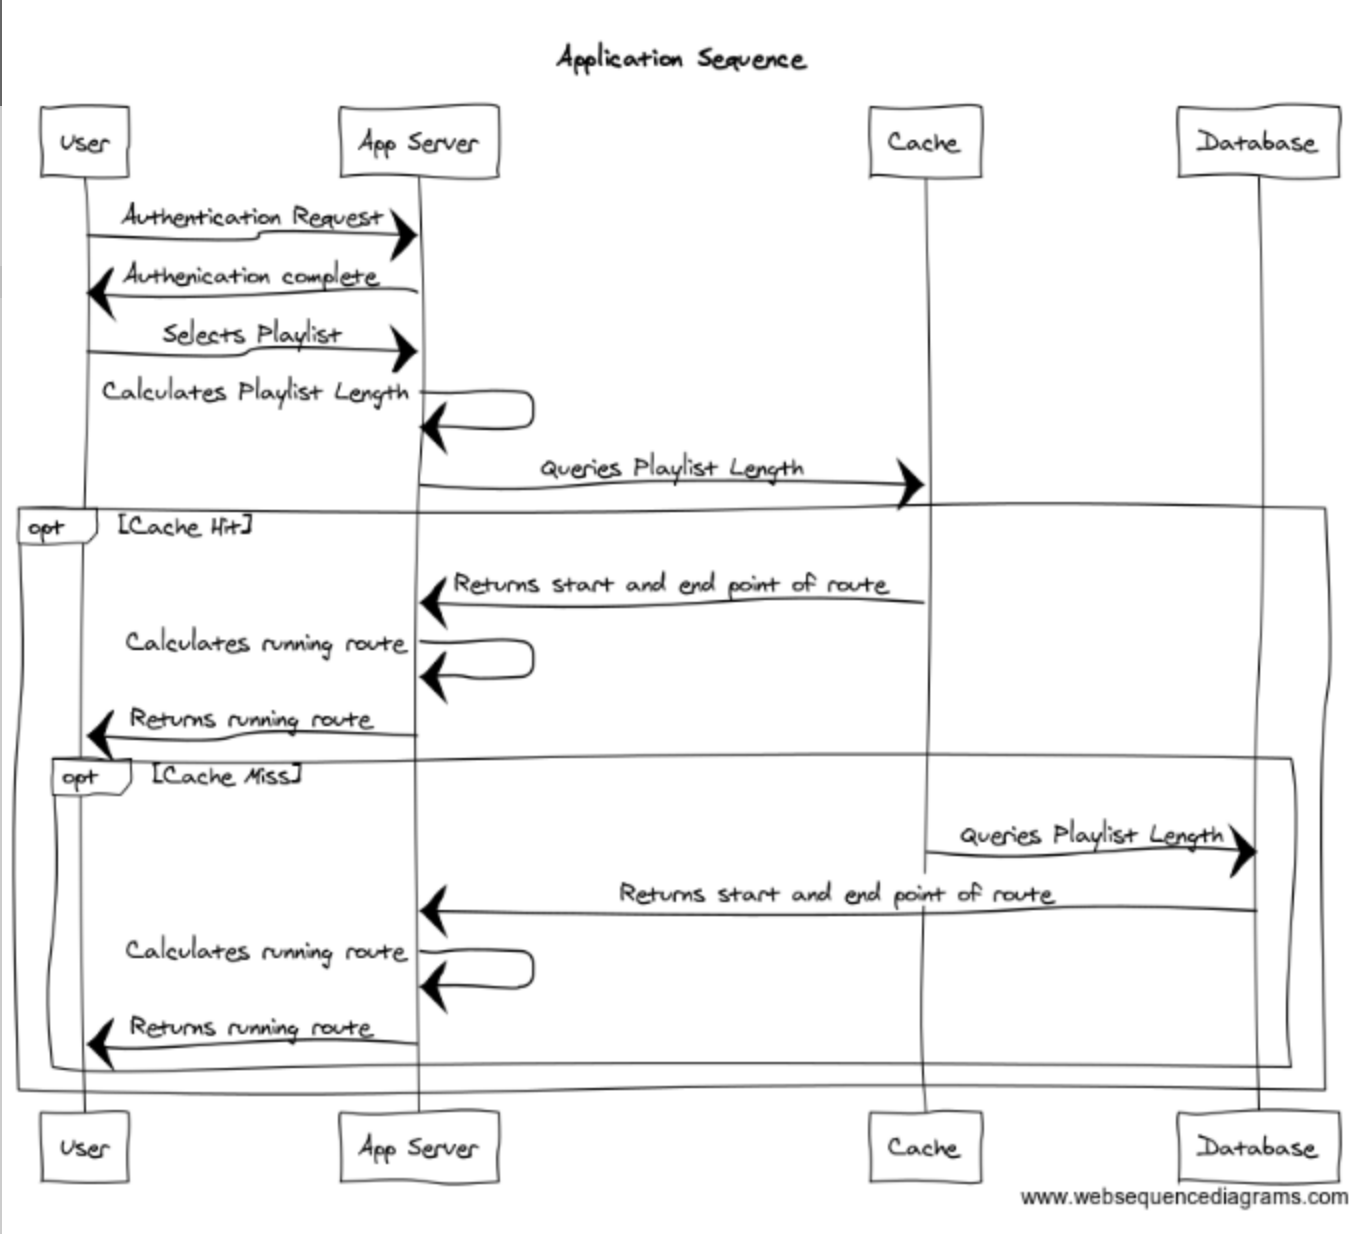 Application Sequence
User
App Server
Cache
Database
Authentication Request
Authenication complete
Selects Playlist
Calculates Playlist Length
Queries Playlist Length
opt [Cache Hit]
Returns start and end point of route
Calculates running route
Returns running route
opt [Cache Miss]
Queries Playlist Length
Returns start and end point of route
Calculates running route
Returns running route
User
App Server
Cache
Database
www.websequencediagrams.com